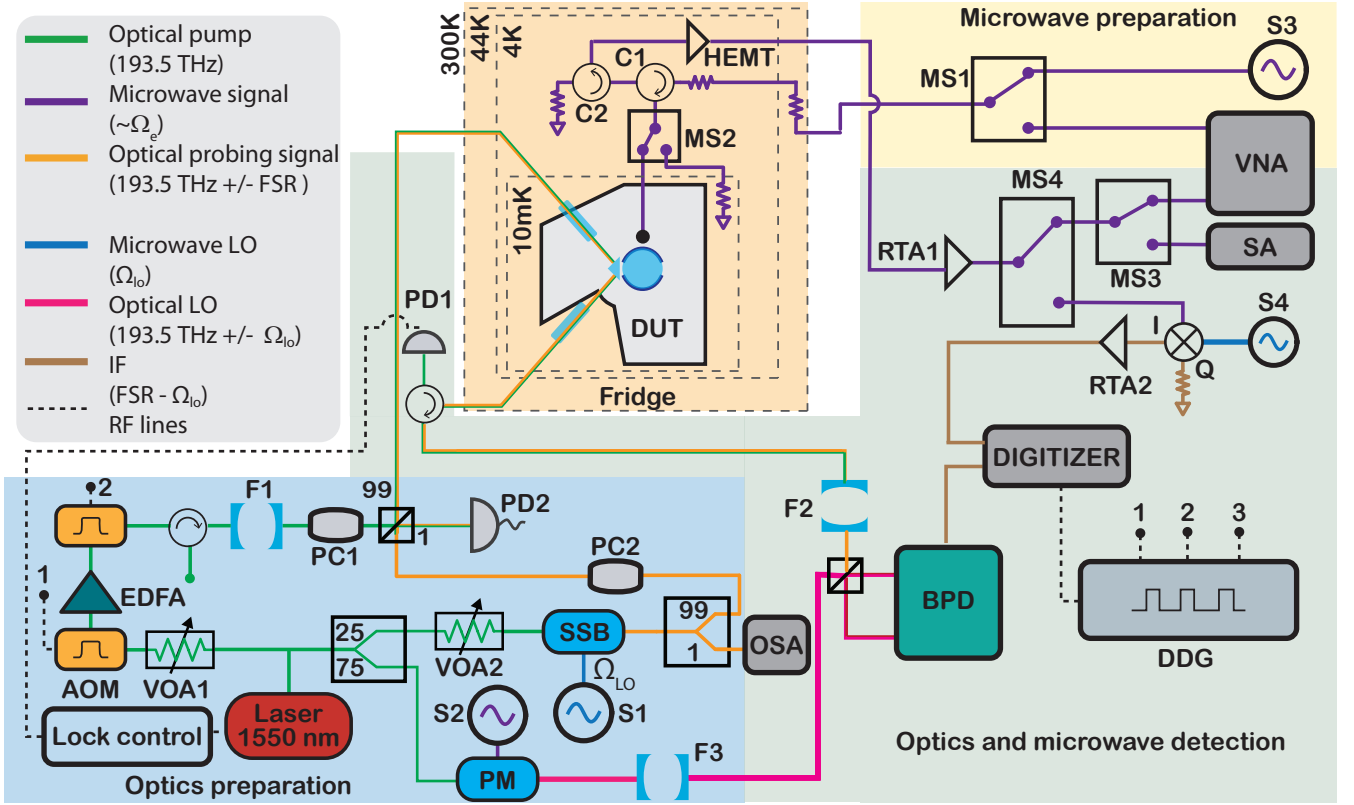 Optical pump
(193.5 THz)
Microwave signal
(~Ωe)
Optical probing signal
(193.5 THz +/- FSR )
Microwave LO
(Ωlo)
Optical LO
(193.5 THz +/- Ωlo)
IF
(FSR - Ωlo)
RF lines
300K
44K
4K
10mK
C1
C2
HEMT
MS2
DUT
Fridge
Microwave preparation
S3
MS1
VNA
MS4
MS3
SA
RTA1
S4
I
Q
RTA2
DIGITIZER
1
2
3
DDG
PD1
F2
BPD
Optics and microwave detection
2
F1
99
1
PD2
PC1
PC2
1
EDFA
AOM
VOA1
25
75
VOA2
SSB
99
1
OSA
ΩLO
S1
S2
Laser
1550 nm
Lock control
PM
F3
Optics preparation